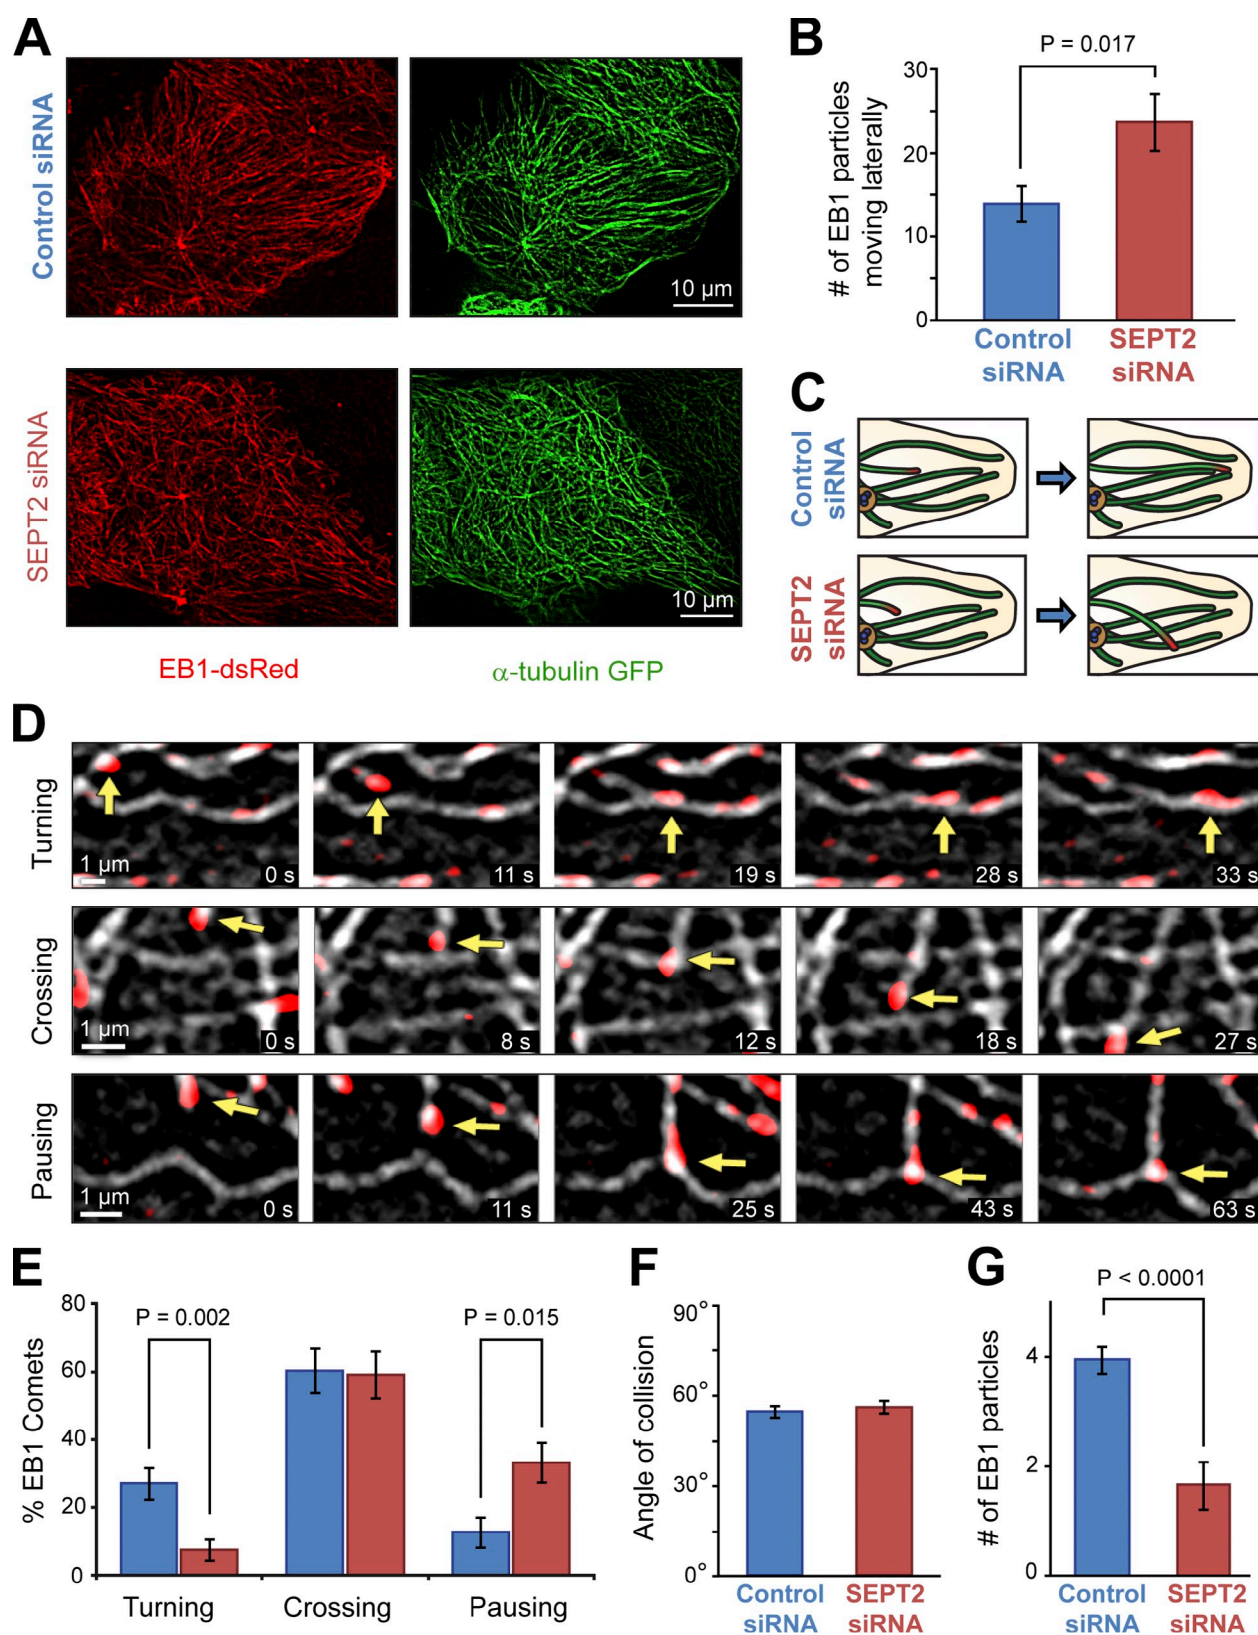 A
Control siRNA
10 µm
SEPT2 siRNA
10 µm
EB1-dsRed
α-tubulin GFP
B
P = 0.017
# of EB1 particles
moving laterally
30
20
10
0
Control
siRNA
SEPT2
siRNA
C
Control
siRNA
SEPT2
siRNA
D
Turning
1 µm
0 s
11 s
19 s
28 s
33 s
Crossing
1 µm
0 s
8 s
12 s
18 s
27 s
Pausing
1 µm
0 s
11 s
25 s
43 s
63 s
E
% EB1 Comets
80
60
40
20
0
P = 0.002
P = 0.015
Turning
Crossing
Pausing
F
Angle of collision
90°
60°
30°
0°
Control
siRNA
SEPT2
siRNA
G
P < 0.0001
# of EB1 particles
4
2
0
Control
siRNA
SEPT2
siRNA